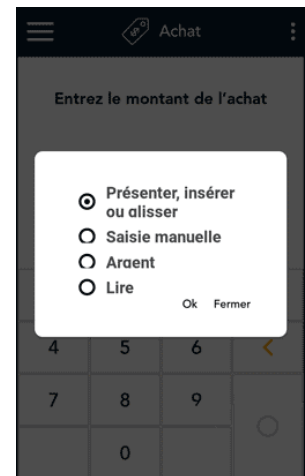 Achat
Entrez le montant de l'achat
Présenter, insérer
ou glisser
Saisie manuelle
Argent
Lire
Ok Fermer
4 5 6
7 8 9
0